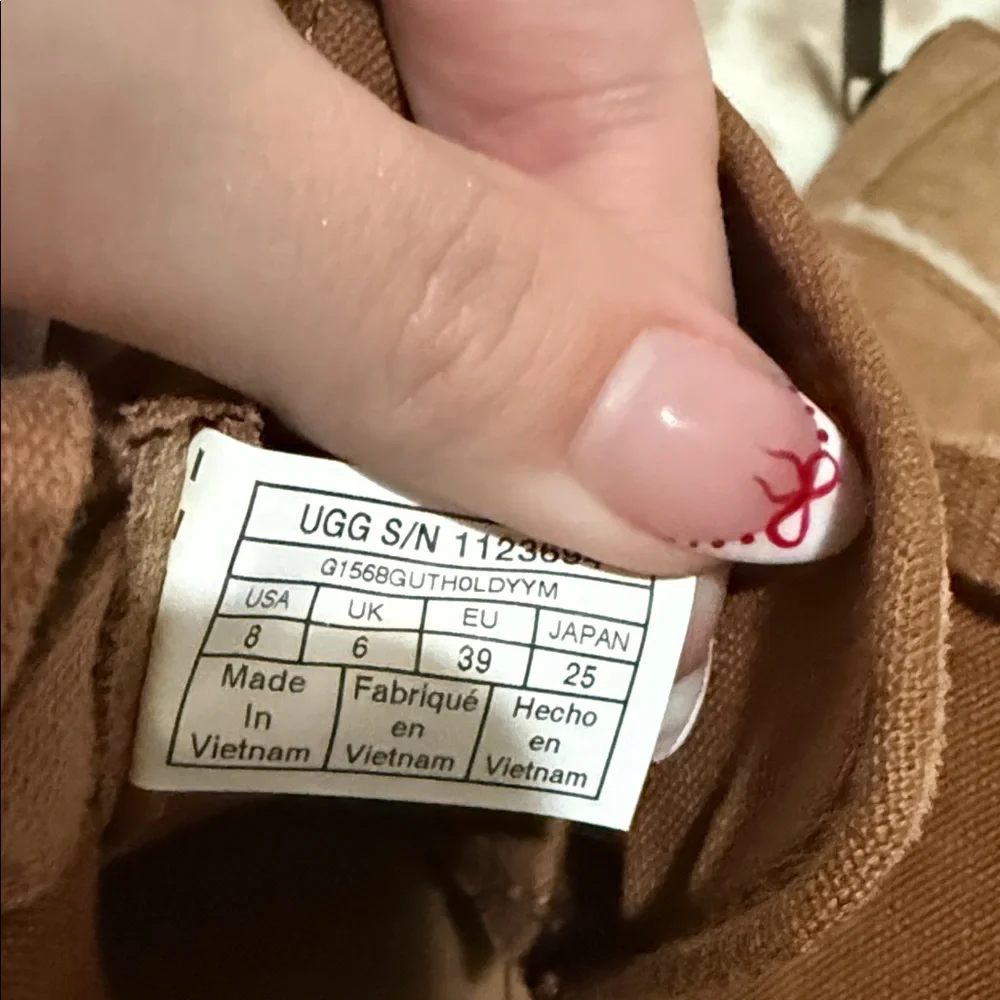 UGG S/N 1123694
G1568GUTH0LDYYM
USA UK EU JAPAN
8 6 39 25
Made Fabriqué Hecho
In en en
Vietnam Vietnam Vietnam